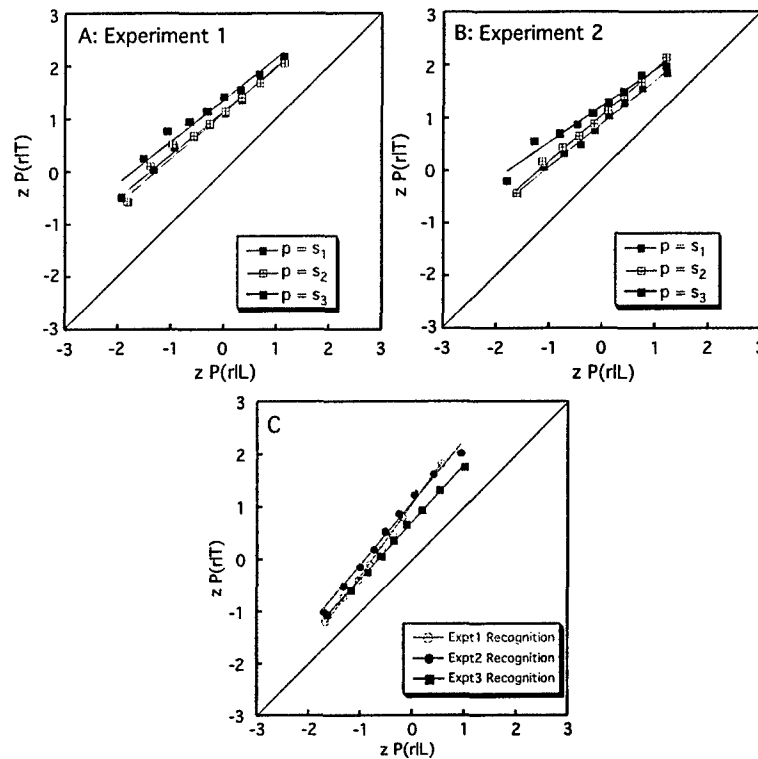 A: Experiment 1
3
2
1
0
-1
-2
-3
z P(r|T)
p = s1
p = s2
p = s3
-3 -2 -1 0 1 2 3
z P(r|L)
B: Experiment 2
3
2
1
0
-1
-2
-3
z P(r|T)
p = s1
p = s2
p = s3
-3 -2 -1 0 1 2 3
z P(r|L)
C
3
2
1
0
-1
-2
-3
z P(r|T)
Expt1 Recognition
Expt2 Recognition
Expt3 Recognition
-3 -2 -1 0 1 2 3
z P(r|L)